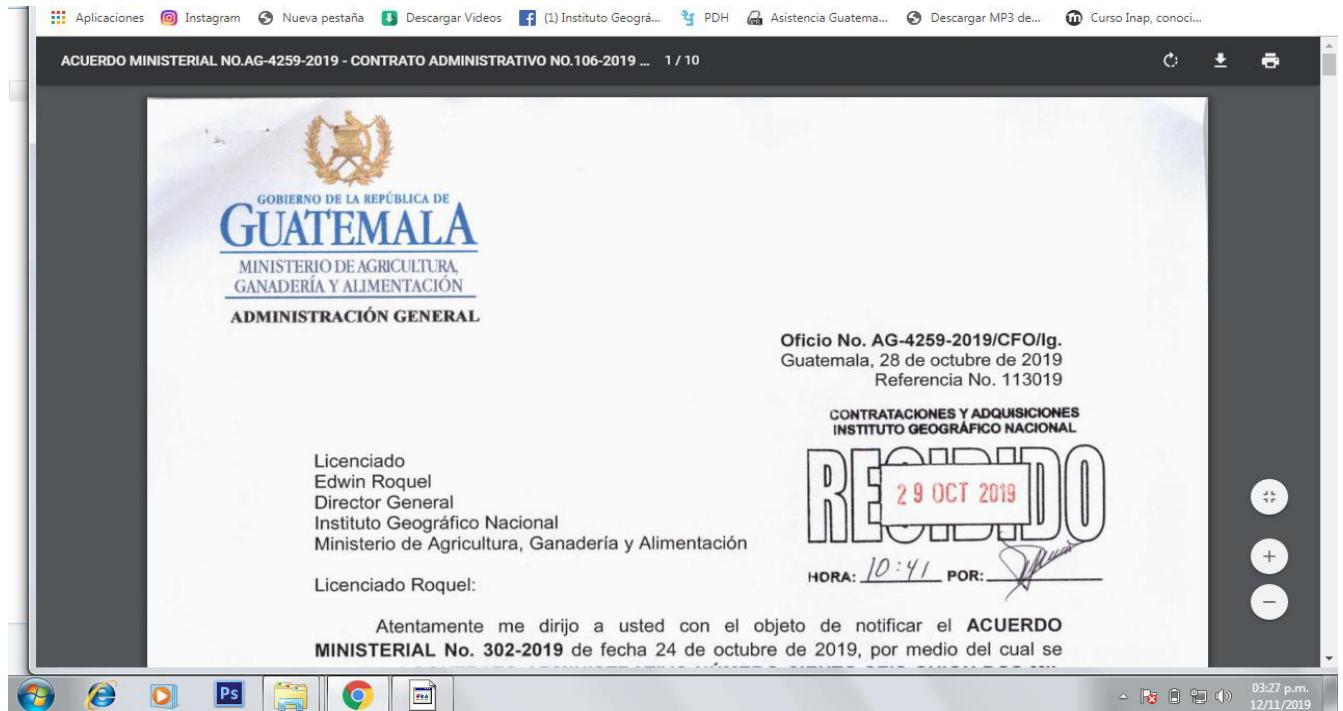 Aplicaciones Instagram Nueva pestaña Descargar Videos (1) Instituto Geográ... PDH Asistencia Guatema... Descargar MP3 de... Curso Inap, conoci...
ACUERDO MINISTERIAL NO.AG-4259-2019 - CONTRATO ADMINISTRATIVO NO.106-2019 ... 1 / 10
GOBIERNO DE LA REPÚBLICA DE
GUATEMALA
MINISTERIO DE AGRICULTURA,
GANADERÍA Y ALIMENTACIÓN
ADMINISTRACIÓN GENERAL
Oficio No. AG-4259-2019/CFO/lg.
Guatemala, 28 de octubre de 2019
Referencia No. 113019
CONTRATACIONES Y ADQUISICIONES
INSTITUTO GEOGRÁFICO NACIONAL
RECIBIDO
29 OCT 2019
HORA: 10:41 POR:
Licenciado
Edwin Roquel
Director General
Instituto Geográfico Nacional
Ministerio de Agricultura, Ganadería y Alimentación
Licenciado Roquel:
Atentamente me dirijo a usted con el objeto de notificar el ACUERDO
MINISTERIAL No. 302-2019 de fecha 24 de octubre de 2019, por medio del cual se
Ps
03:27 p.m.
12/11/2019